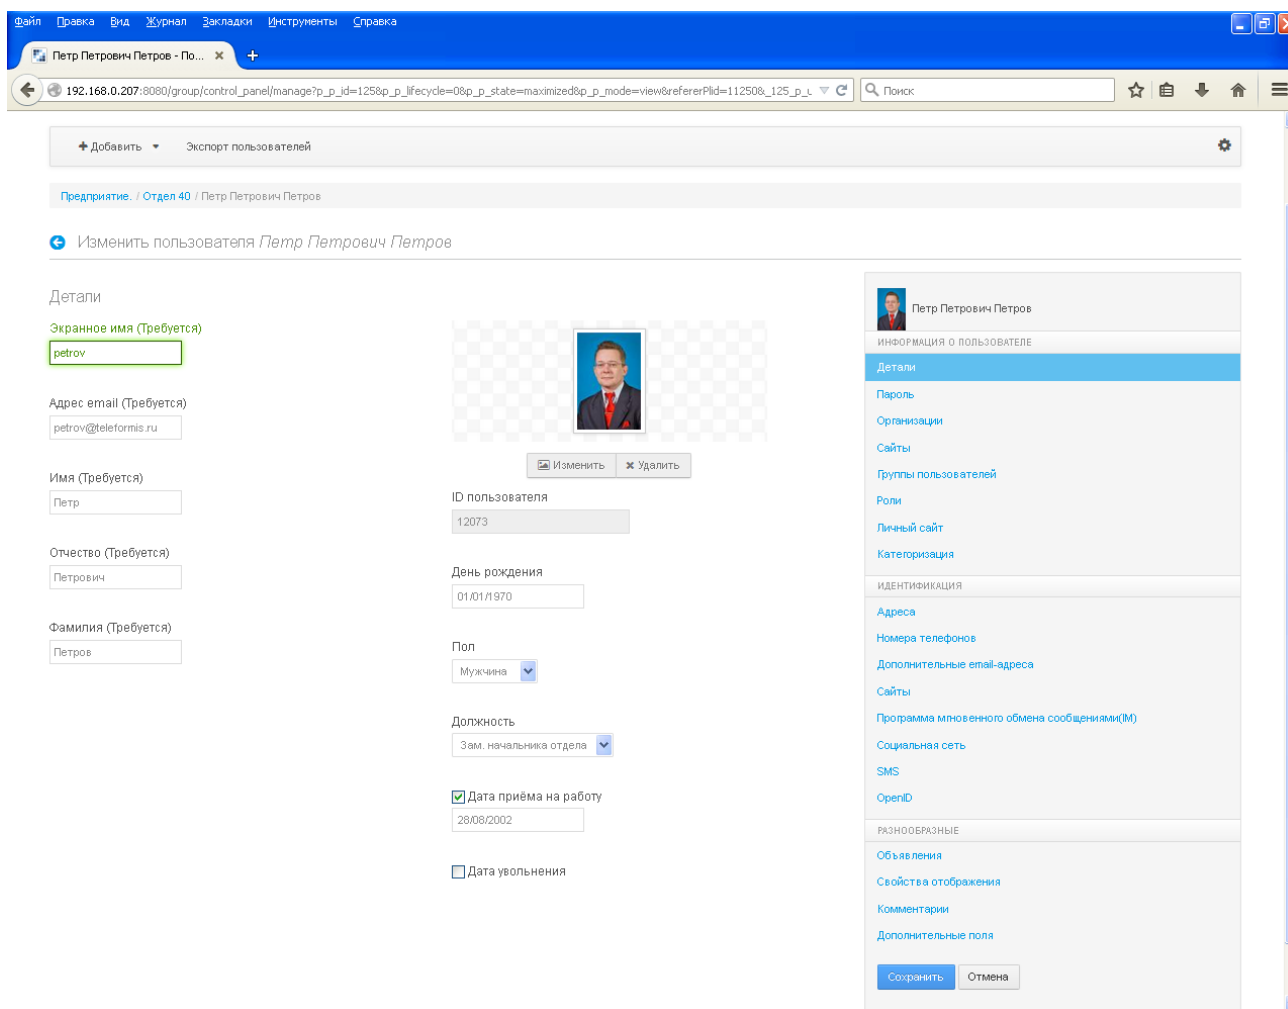 Файл Правка Вид Журнал Закладки Инструменты Справка
Петр Петрович Петров - По...
192.168.0.207:8080/group/control_panel/manage?p_p_id=125&p_p_lifecycle=0&p_p_state=maximized&p_p_mode=view&refererPlid=11250&_125_p_u
Поиск
Добавить
Экспорт пользователей
Предприятие. / Отдел 40 / Петр Петрович Петров
Изменить пользователя Петр Петрович Петров
Детали
Экранное имя (Требуется)
petrov
Адрес email (Требуется)
petrov@teleformis.ru
Имя (Требуется)
Петр
Отчество (Требуется)
Петрович
Фамилия (Требуется)
Петров
Изменить
Удалить
ID пользователя
12073
День рождения
01/01/1970
Пол
Мужчина
Должность
Зам. начальника отдела
Дата приёма на работу
28/08/2002
Дата увольнения
Петр Петрович Петров
ИНФОРМАЦИЯ О ПОЛЬЗОВАТЕЛЕ
Детали
Пароль
Организации
Сайты
Группы пользователей
Роли
Личный сайт
Категоризация
ИДЕНТИФИКАЦИЯ
Адреса
Номера телефонов
Дополнительные email-адреса
Сайты
Программа мгновенного обмена сообщениями(IM)
Социальная сеть
SMS
OpenID
РАЗНООБРАЗНЫЕ
Объявления
Свойства отображения
Комментарии
Дополнительные поля
Сохранить
Отмена